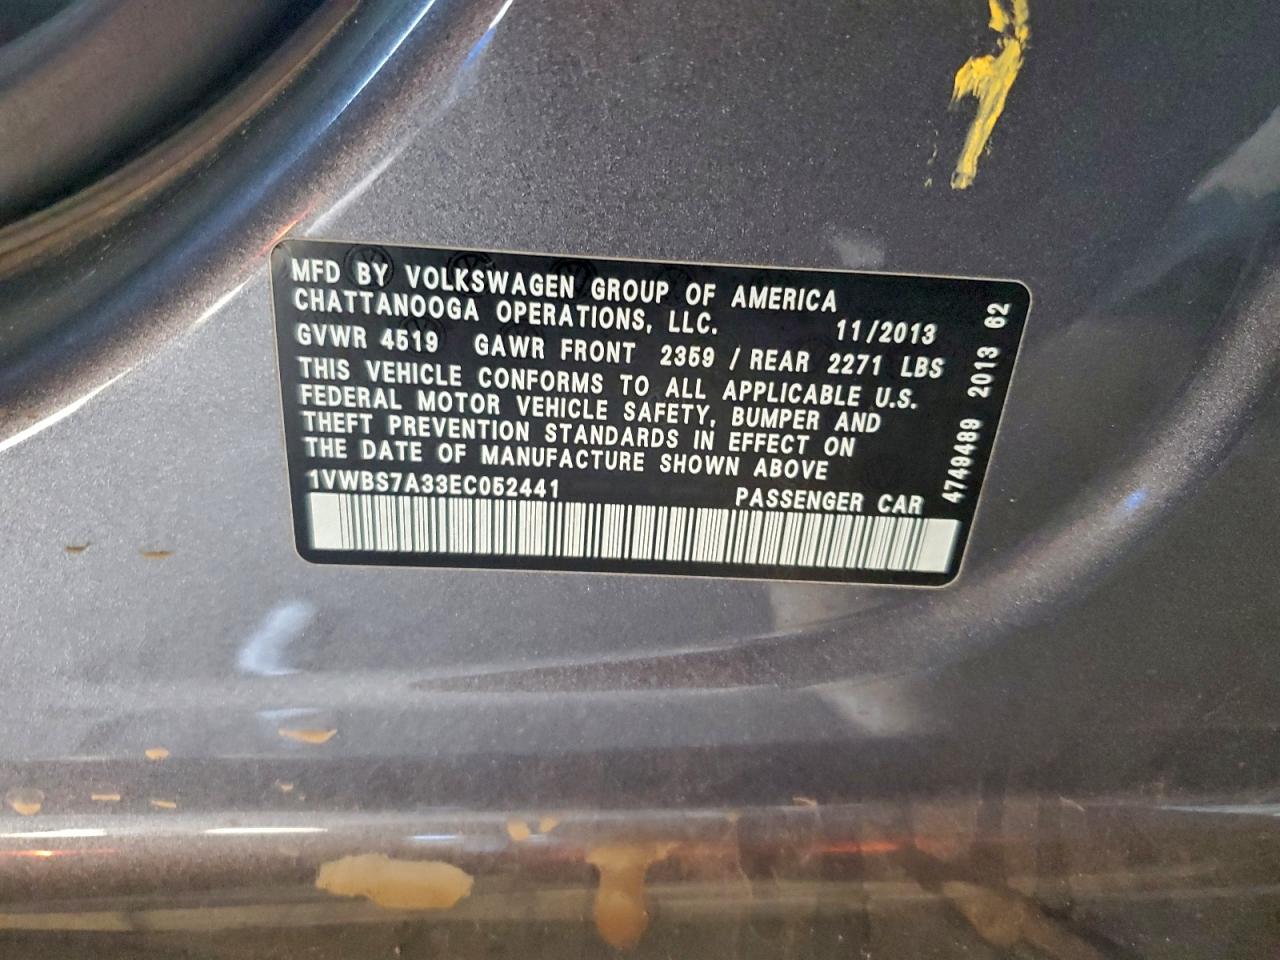 MFD BY VOLKSWAGEN GROUP OF AMERICA
CHATTANOOGA OPERATIONS, LLC. 11/2013
GVWR 4519 GAWR FRONT 2359 / REAR 2271 LBS
THIS VEHICLE CONFORMS TO ALL APPLICABLE U.S.
FEDERAL MOTOR VEHICLE SAFETY, BUMPER AND
THEFT PREVENTION STANDARDS IN EFFECT ON
THE DATE OF MANUFACTURE SHOWN ABOVE
1VWBS7A33EC052441 PASSENGER CAR
4749489 2013 62